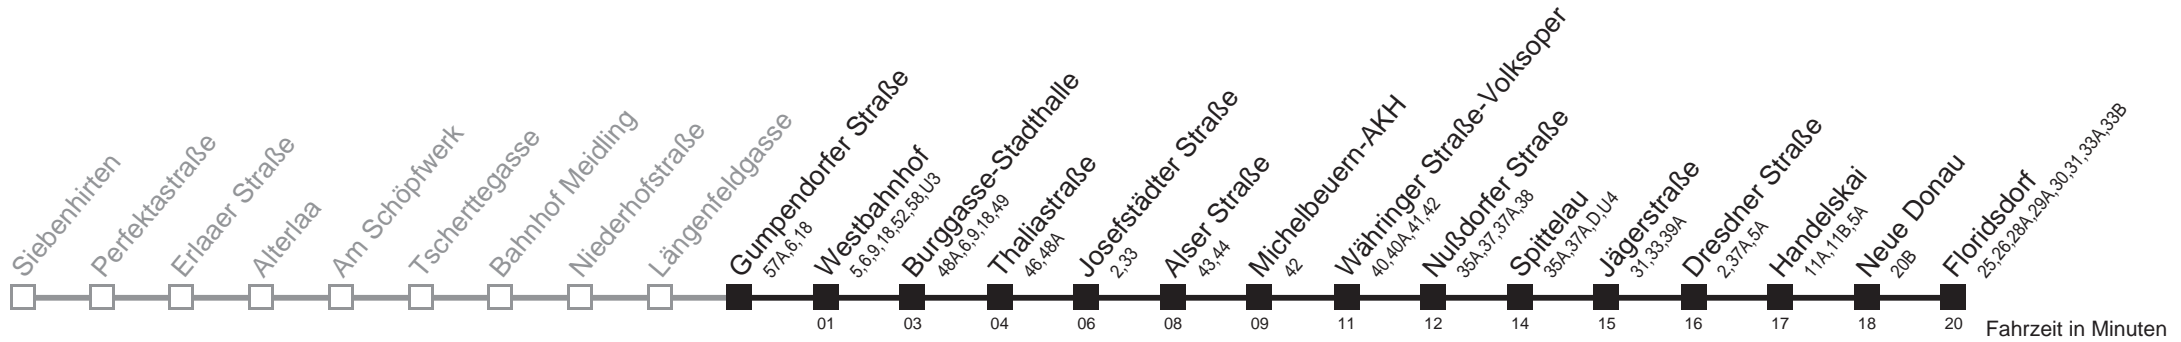 Siebenhirten
Perfektastraße
Erlaaer Straße
Alterlaa
Am Schöpfwerk
Tscherttegasse
Bahnhof Meidling
Niederhofstraße
Längenfeldgasse
Gumpendorfer Straße
57A,6,18
Westbahnhof
5,6,9,18,52,58,U3
Burggasse-Stadthalle
48A,6,9,18,49
Thaliastraße
46,48A
Josefstädter Straße
2,33
Alser Straße
43,44
Michelbeuern-AKH
42
Währinger Straße-Volksoper
40,40A,41,42
Nußdorfer Straße
35A,37,37A,38
Spittelau
35A,37A,D,U4
Jägerstraße
31,33,39A
Dresdner Straße
2,37A,5A
Handelskai
11A,11B,5A
Neue Donau
20B
Floridsdorf
25,26,28A,29A,30,31,33A,33B
01 03 04 06 08 09 11 12 14 15 16 17 18 20
Fahrzeit in Minuten